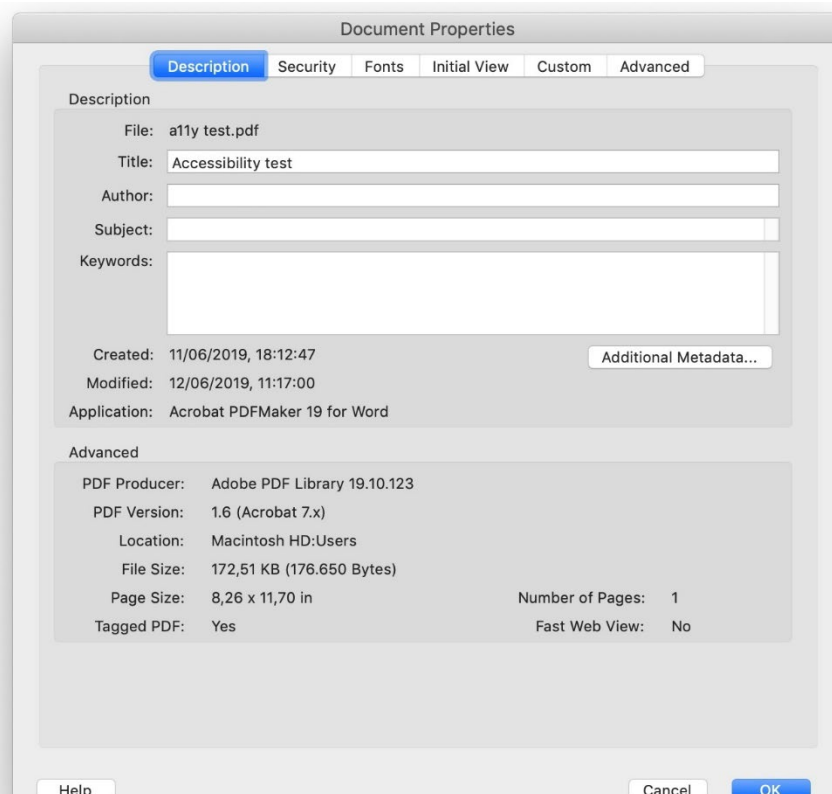 Document Properties
Description Security Fonts Initial View Custom Advanced
Description
File: a11y test.pdf
Title: Accessibility test
Author:
Subject:
Keywords:
Created: 11/06/2019, 18:12:47
Additional Metadata...
Modified: 12/06/2019, 11:17:00
Application: Acrobat PDFMaker 19 for Word
Advanced
PDF Producer: Adobe PDF Library 19.10.123
PDF Version: 1.6 (Acrobat 7.x)
Location: Macintosh HD:Users
File Size: 172,51 KB (176.650 Bytes)
Page Size: 8,26 x 11,70 in Number of Pages: 1
Tagged PDF: Yes Fast Web View: No
Help Cancel OK